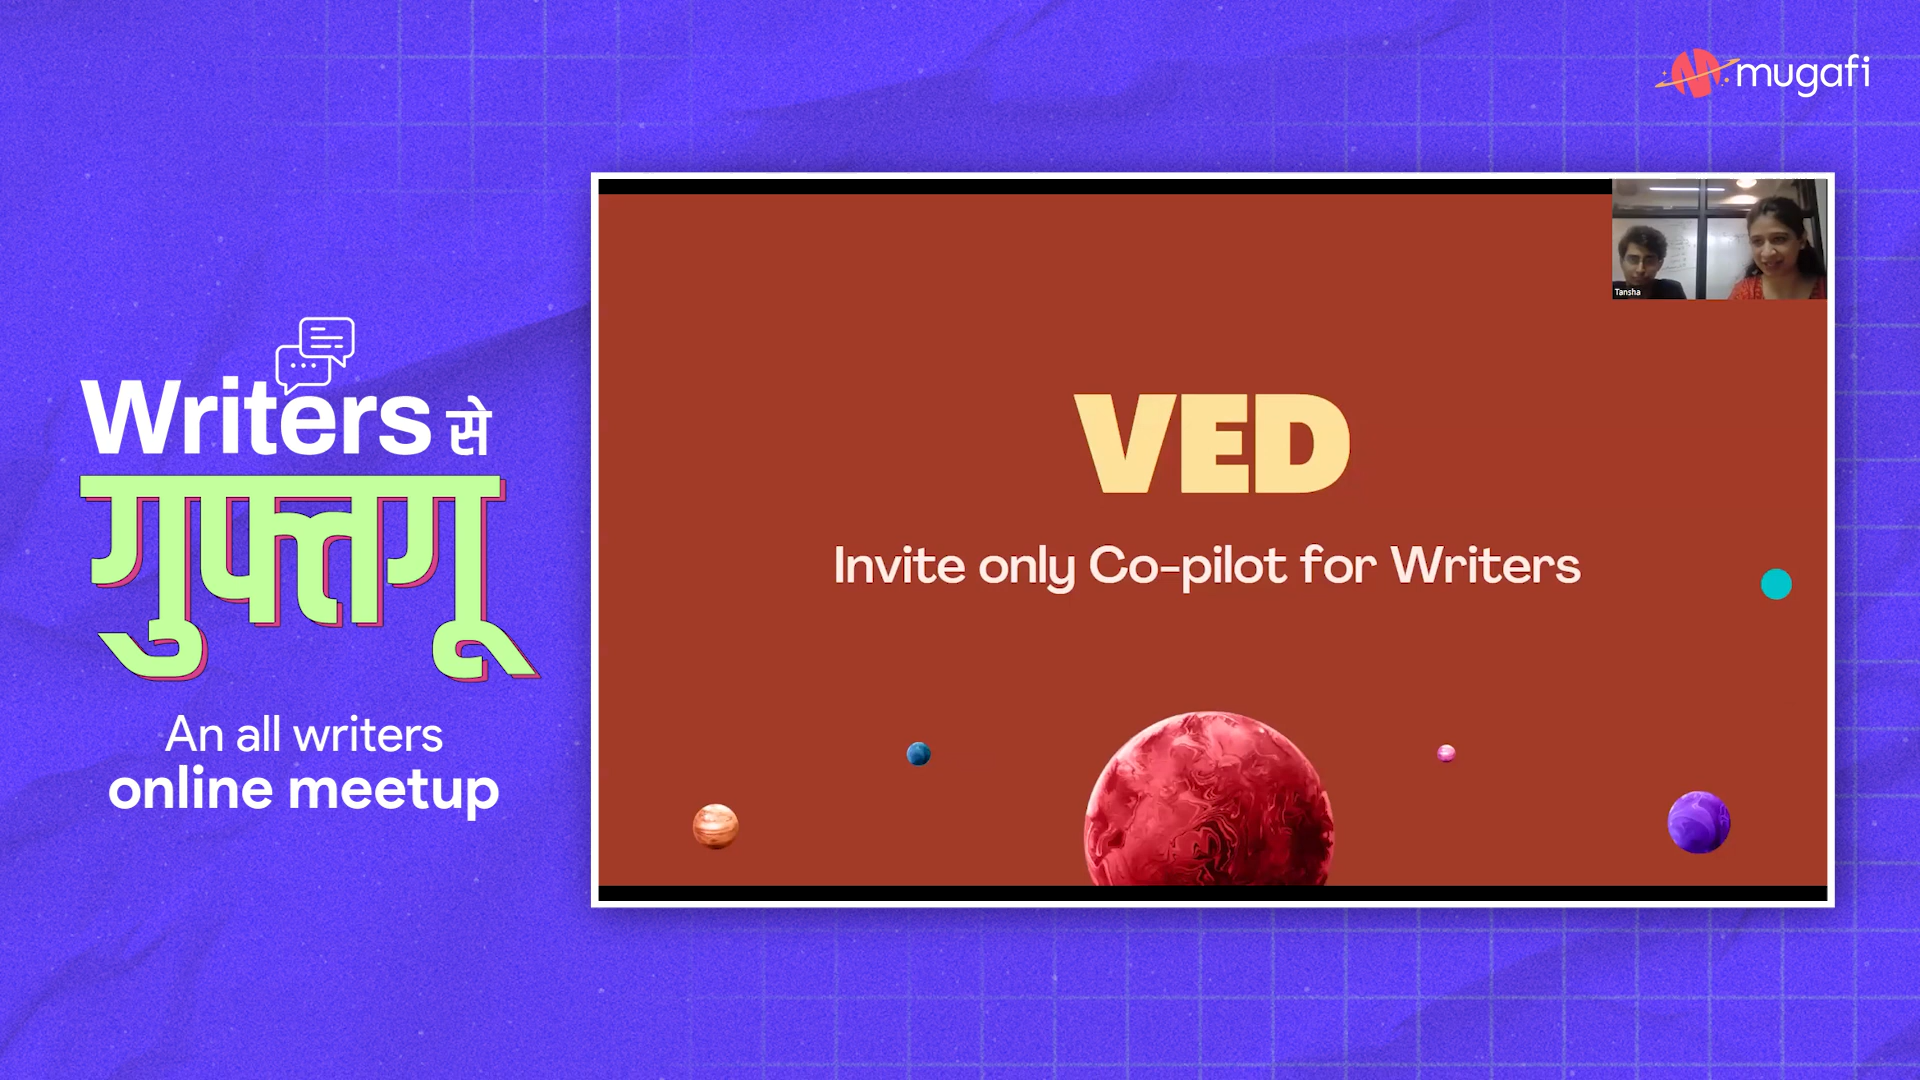 mugafi
Writers से
गुफ्तगू
An all writers
online meetup
VED
Invite only Co-pilot for Writers
Tansha